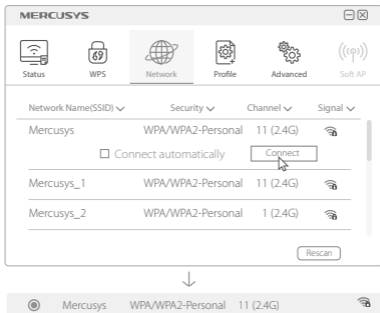 MERCUSYS
Status WPS Network Profile Advanced Soft AP
Network Name(SSID) Security Channel Signal
Mercusys WPA/WPA2-Personal 11 (2.4G)
Connect automatically Connect
Mercusys_1 WPA/WPA2-Personal 11 (2.4G)
Mercusys_2 WPA/WPA2-Personal 1 (2.4G)
Rescan
Mercusys WPA/WPA2-Personal 11 (2.4G)